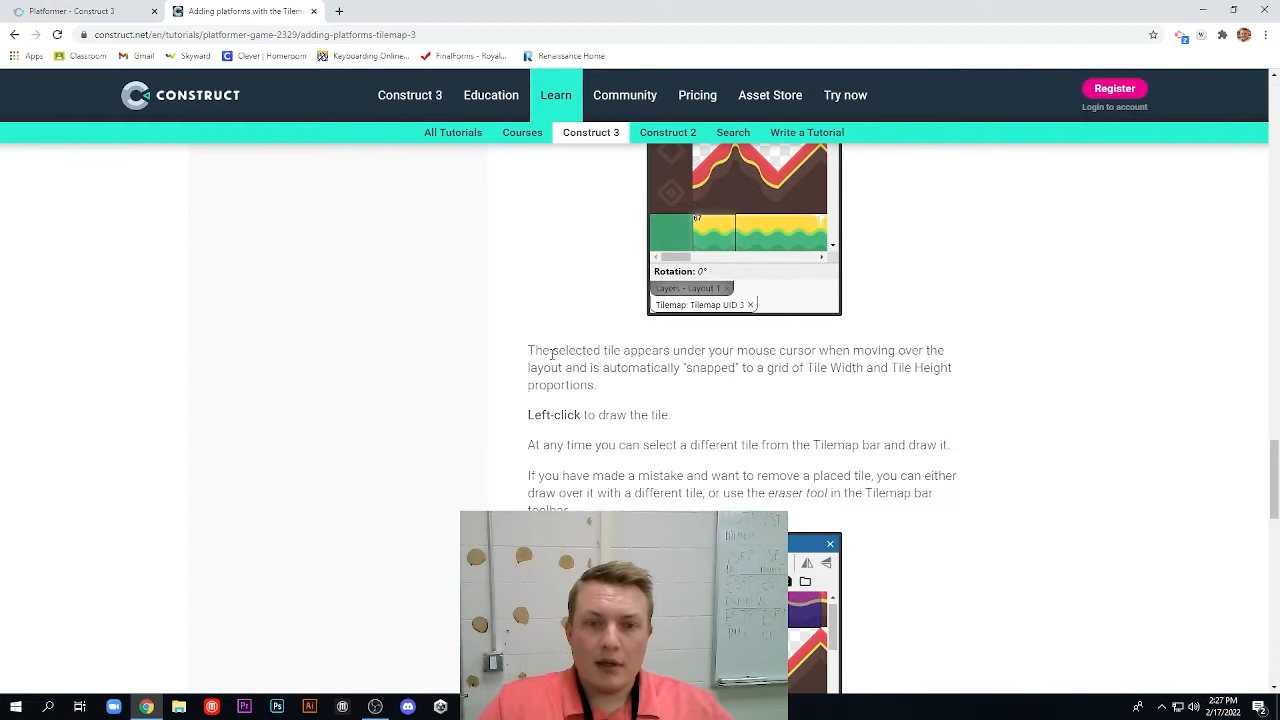 Platformer - Construct 3
Adding platforms with the Tilem
construct.net/en/tutorials/platformer-game-2329/adding-platforms-tilemap-3
Apps
Classroom
Gmail
Skyward
Clever | Homeroom
Keyboarding Online...
FinalForms - Royal...
Renaissance Home
CONSTRUCT
Construct 3
Education
Learn
Community
Pricing
Asset Store
Try now
Register
Login to account
All Tutorials
Courses
Construct 3
Construct 2
Search
Write a Tutorial
67
Rotation: 0°
Layers - Layout 1
Tilemap: Tilemap UID 3
The selected tile appears under your mouse cursor when moving over the
layout and is automatically "snapped" to a grid of Tile Width and Tile Height
proportions.
Left-click to draw the tile.
At any time you can select a different tile from the Tilemap bar and draw it.
If you have made a mistake and want to remove a placed tile, you can either
draw over it with a different tile, or use the eraser tool in the Tilemap bar
toolbar.
2:27 PM
2/17/2022